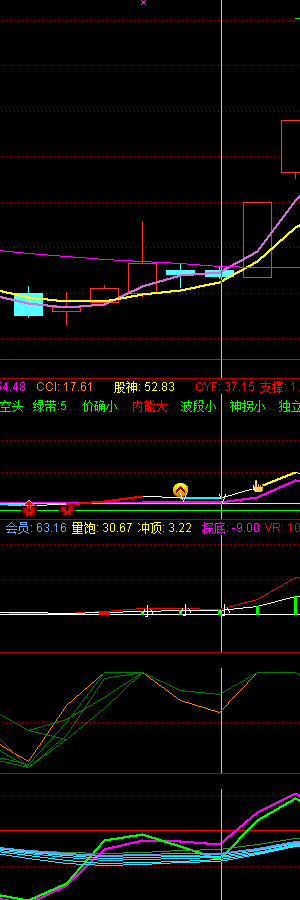 54.48 CCI: 17.61 股神: 52.83 CYF: 37.15 支撑: 1.
空头 绿带:5 价确小 内能大 波段小 神拐小 独立
会员: 63.16 量饱: 30.67 冲顶: 3.22 探底: -9.00 VR: 10